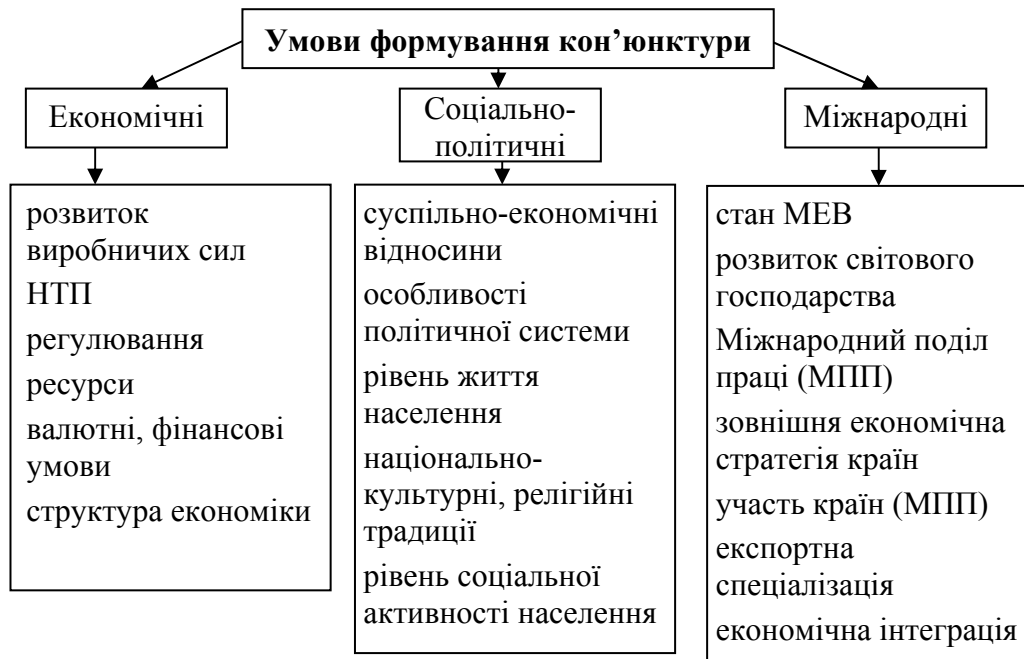 Умови формування кон’юнктури
Економічні
Соціально-
політичні
Міжнародні
розвиток
виробничих сил
НТП
регулювання
ресурси
валютні, фінансові
умови
структура економіки
суспільно-економічні
відносини
особливості
політичної системи
рівень життя
населення
національно-
культурні, релігійні
традиції
рівень соціальної
активності населення
стан МЕВ
розвиток світового
господарства
Міжнародний поділ
праці (МПП)
зовнішня економічна
стратегія країн
участь країн (МПП)
експортна
спеціалізація
економічна інтеграція